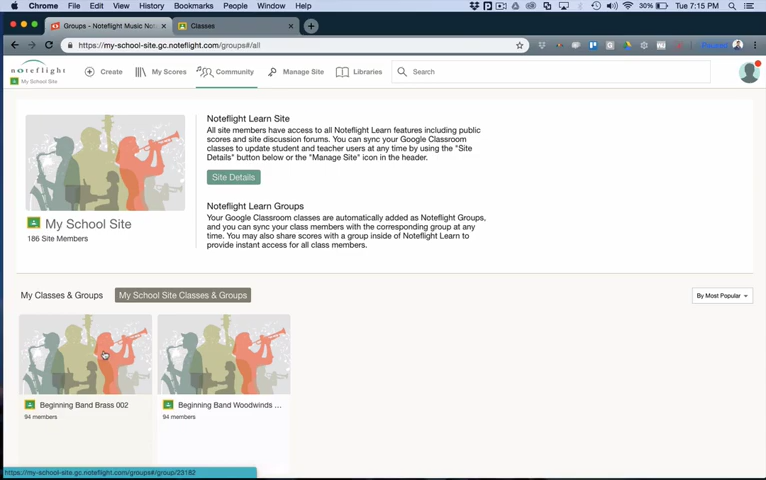 Chrome File Edit View History Bookmarks People Window Help 30% Tue 7:15 PM
Groups - Noteflight Music No
Classes
https://my-school-site.gc.noteflight.com/groups#/all
noteflight
My School Site
Create
My Scores
Community
Manage Site
Libraries
Search
Noteflight Learn Site
All site members have access to all Noteflight Learn features including public
scores and site discussion forums. You can sync your Google Classroom
classes to update student and teacher users at any time by using the "Site
Details" button below or the "Manage Site" icon in the header.
Site Details
My School Site
186 Site Members
Noteflight Learn Groups
Your Google Classroom classes are automatically added as Noteflight Groups,
and you can sync your class members with the corresponding group at any
time. You may also share scores with a group inside of Noteflight Learn to
provide instant access for all class members.
My Classes & Groups
My School Site Classes & Groups
By Most Popular
Beginning Band Brass 002
94 members
Beginning Band Woodwinds ...
94 members
https://my-school-site.gc.noteflight.com/groups#/group/23182